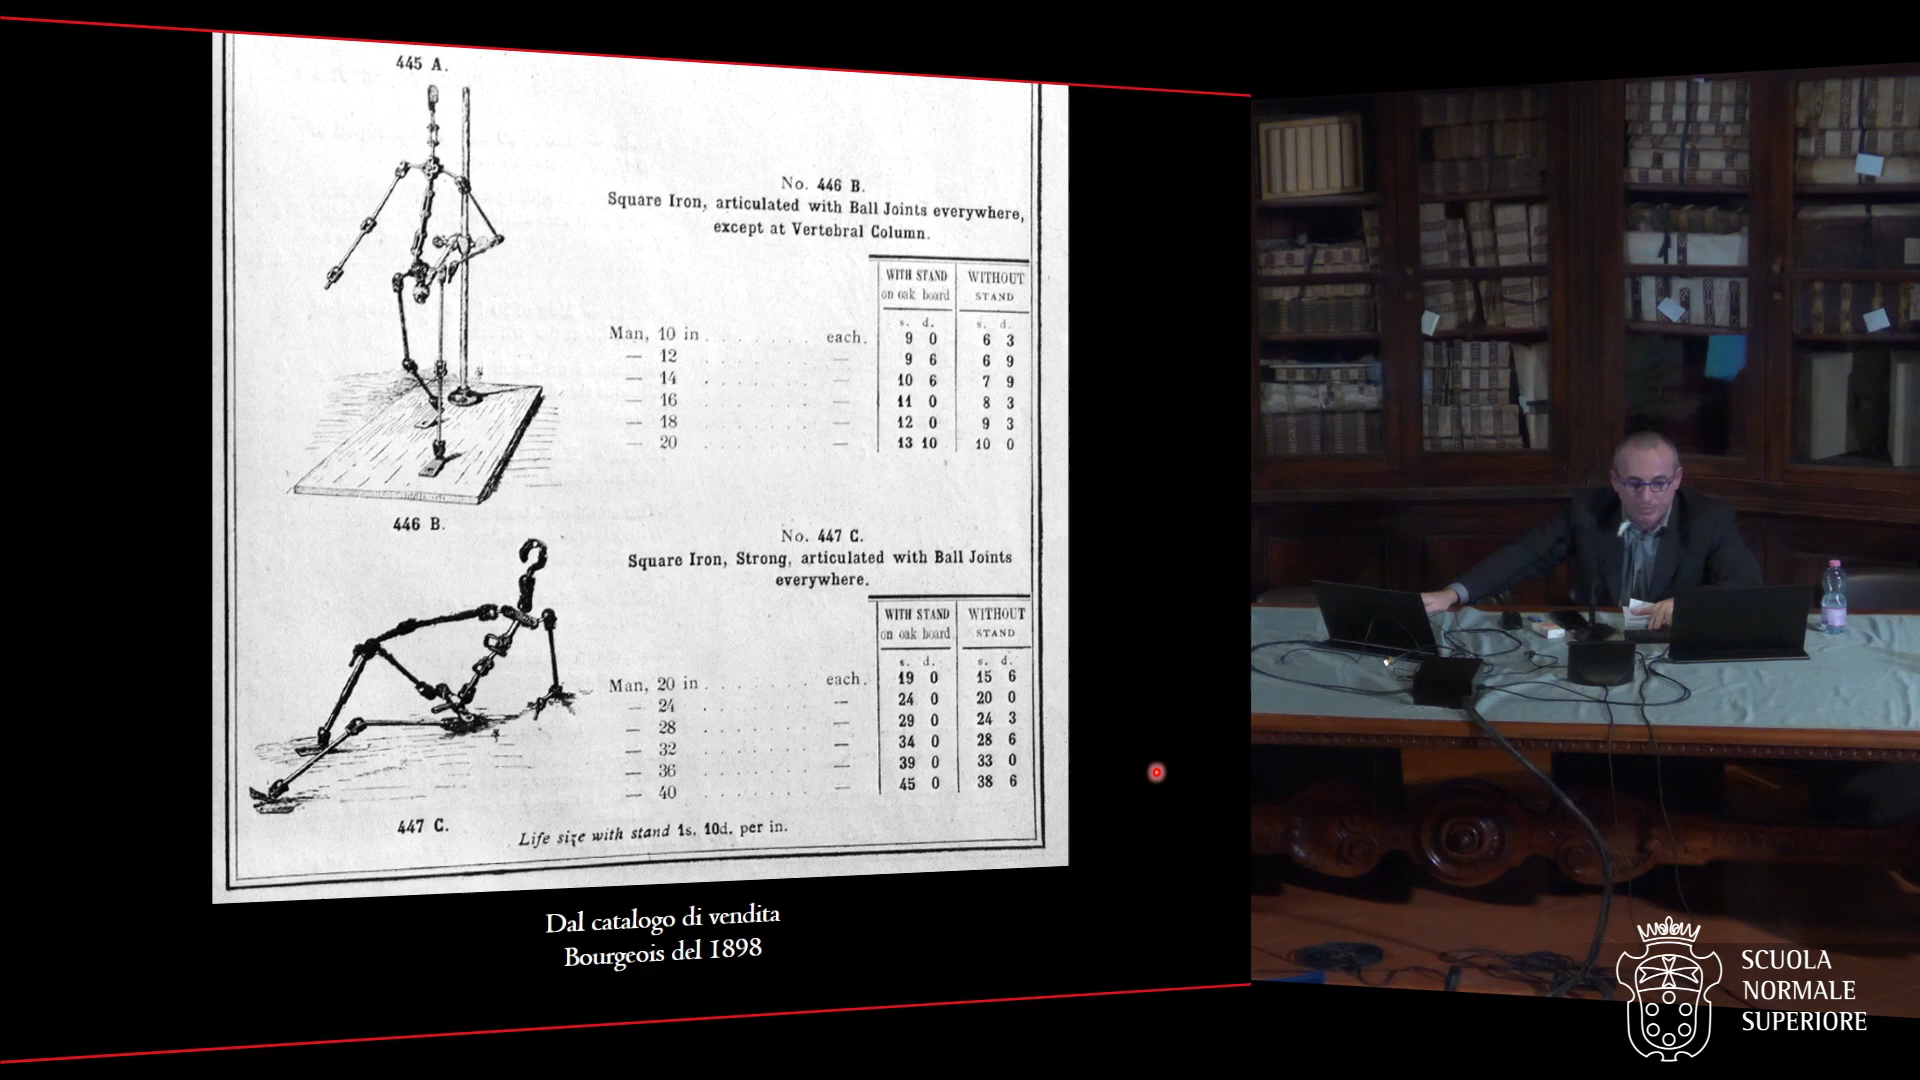 445 A.
No. 446 B.
Square Iron, articulated with Ball Joints everywhere,
except at Vertebral Column.
WITH STAND on oak board WITHOUT STAND
s. d. s. d.
Man, 10 in . . . . . . . each. 9 0 6 3
— 12 . . . . . . . — 9 6 6 9
— 14 . . . . . . . — 10 6 7 9
— 16 . . . . . . . — 11 0 8 3
— 18 . . . . . . . — 12 0 9 3
— 20 . . . . . . . — 13 10 10 0
446 B.
No. 447 C.
Square Iron, Strong, articulated with Ball Joints
everywhere.
WITH STAND on oak board WITHOUT STAND
s. d. s. d.
Man, 20 in . . . . . . . each. 19 0 15 6
— 24 . . . . . . . — 24 0 20 0
— 28 . . . . . . . — 29 0 24 3
— 32 . . . . . . . — 34 0 28 6
— 36 . . . . . . . — 39 0 33 0
— 40 . . . . . . . — 45 0 38 6
447 C.
Life size with stand 1s. 10d. per in.
Dal catalogo di vendita
Bourgeois del 1898
SCUOLA
NORMALE
SUPERIORE